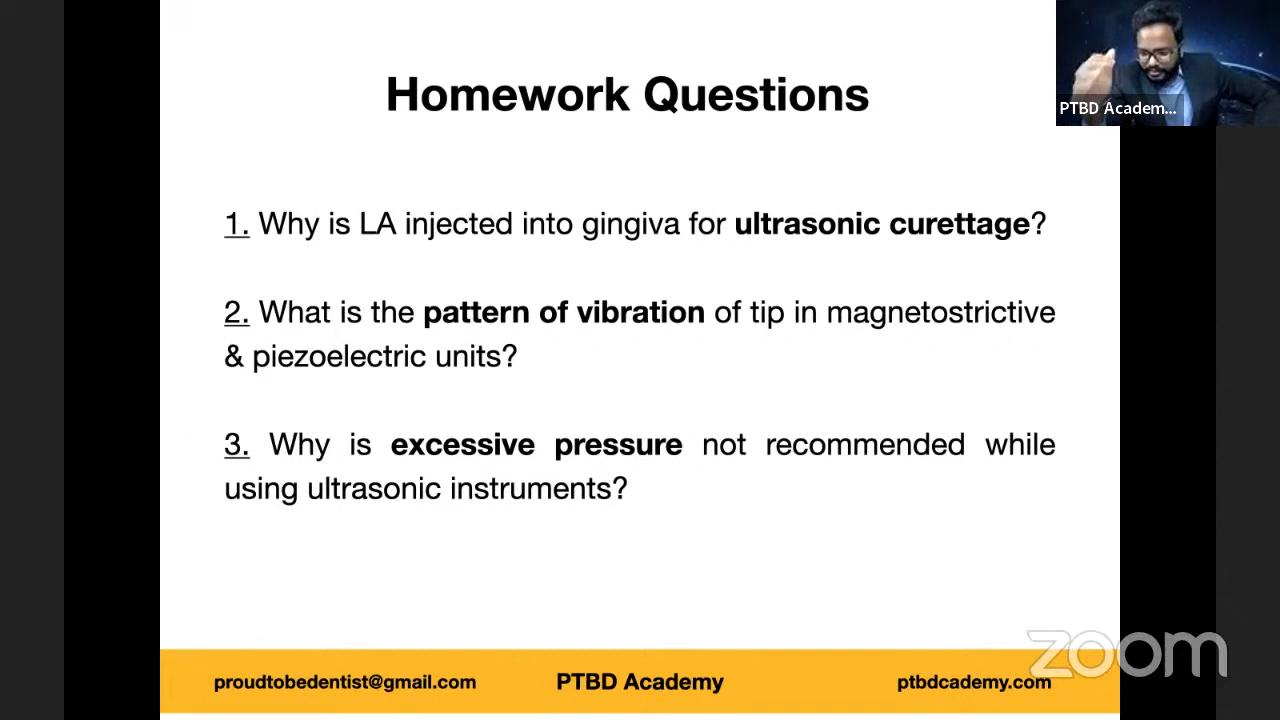 Homework Questions
PTBD Academ...
1. Why is LA injected into gingiva for ultrasonic curettage?
2. What is the pattern of vibration of tip in magnetostrictive
& piezoelectric units?
3. Why is excessive pressure not recommended while
using ultrasonic instruments?
zoom
proudtobedentist@gmail.com PTBD Academy ptbdcademy.com